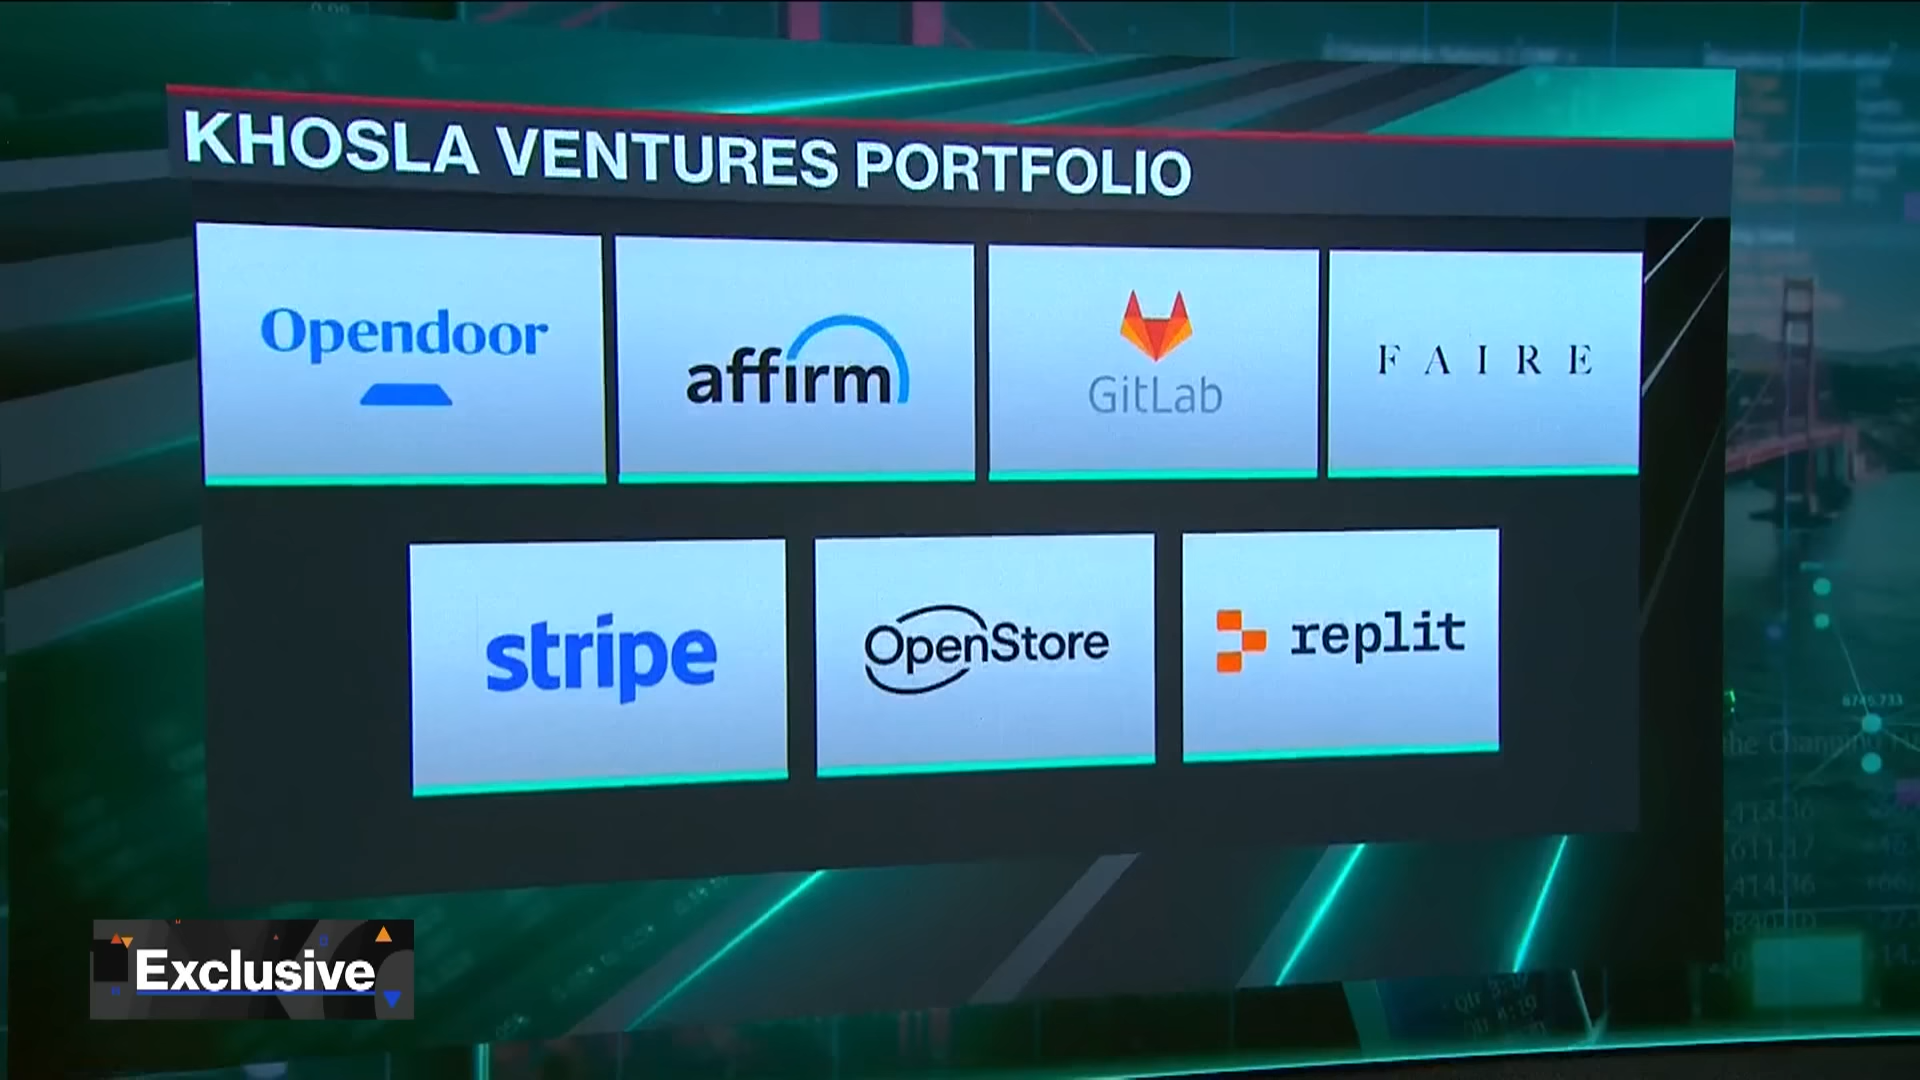 KHOSLA VENTURES PORTFOLIO
Opendoor
affirm
GitLab
FAIRE
stripe
OpenStore
replit
Exclusive